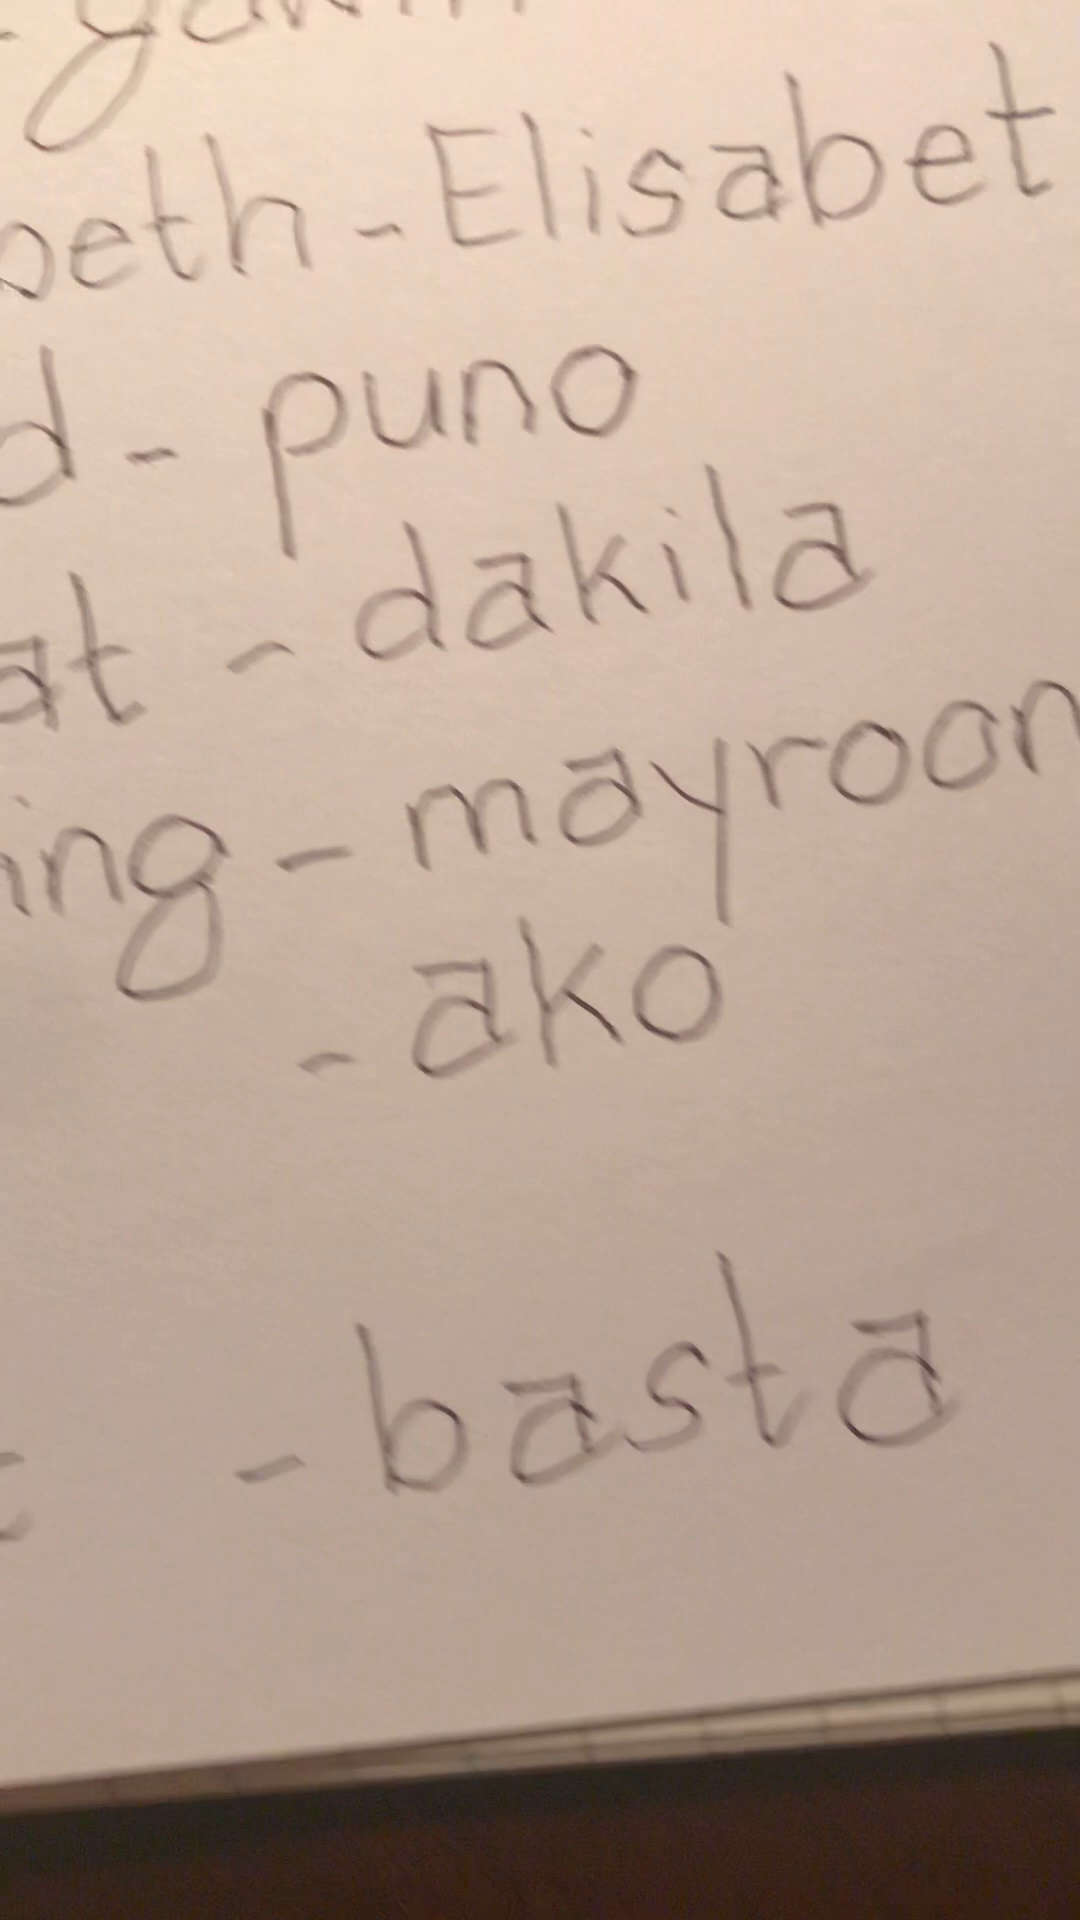 beth - Elisabet
d - puno
at - dakila
ing - mayroon
- ako
- basta